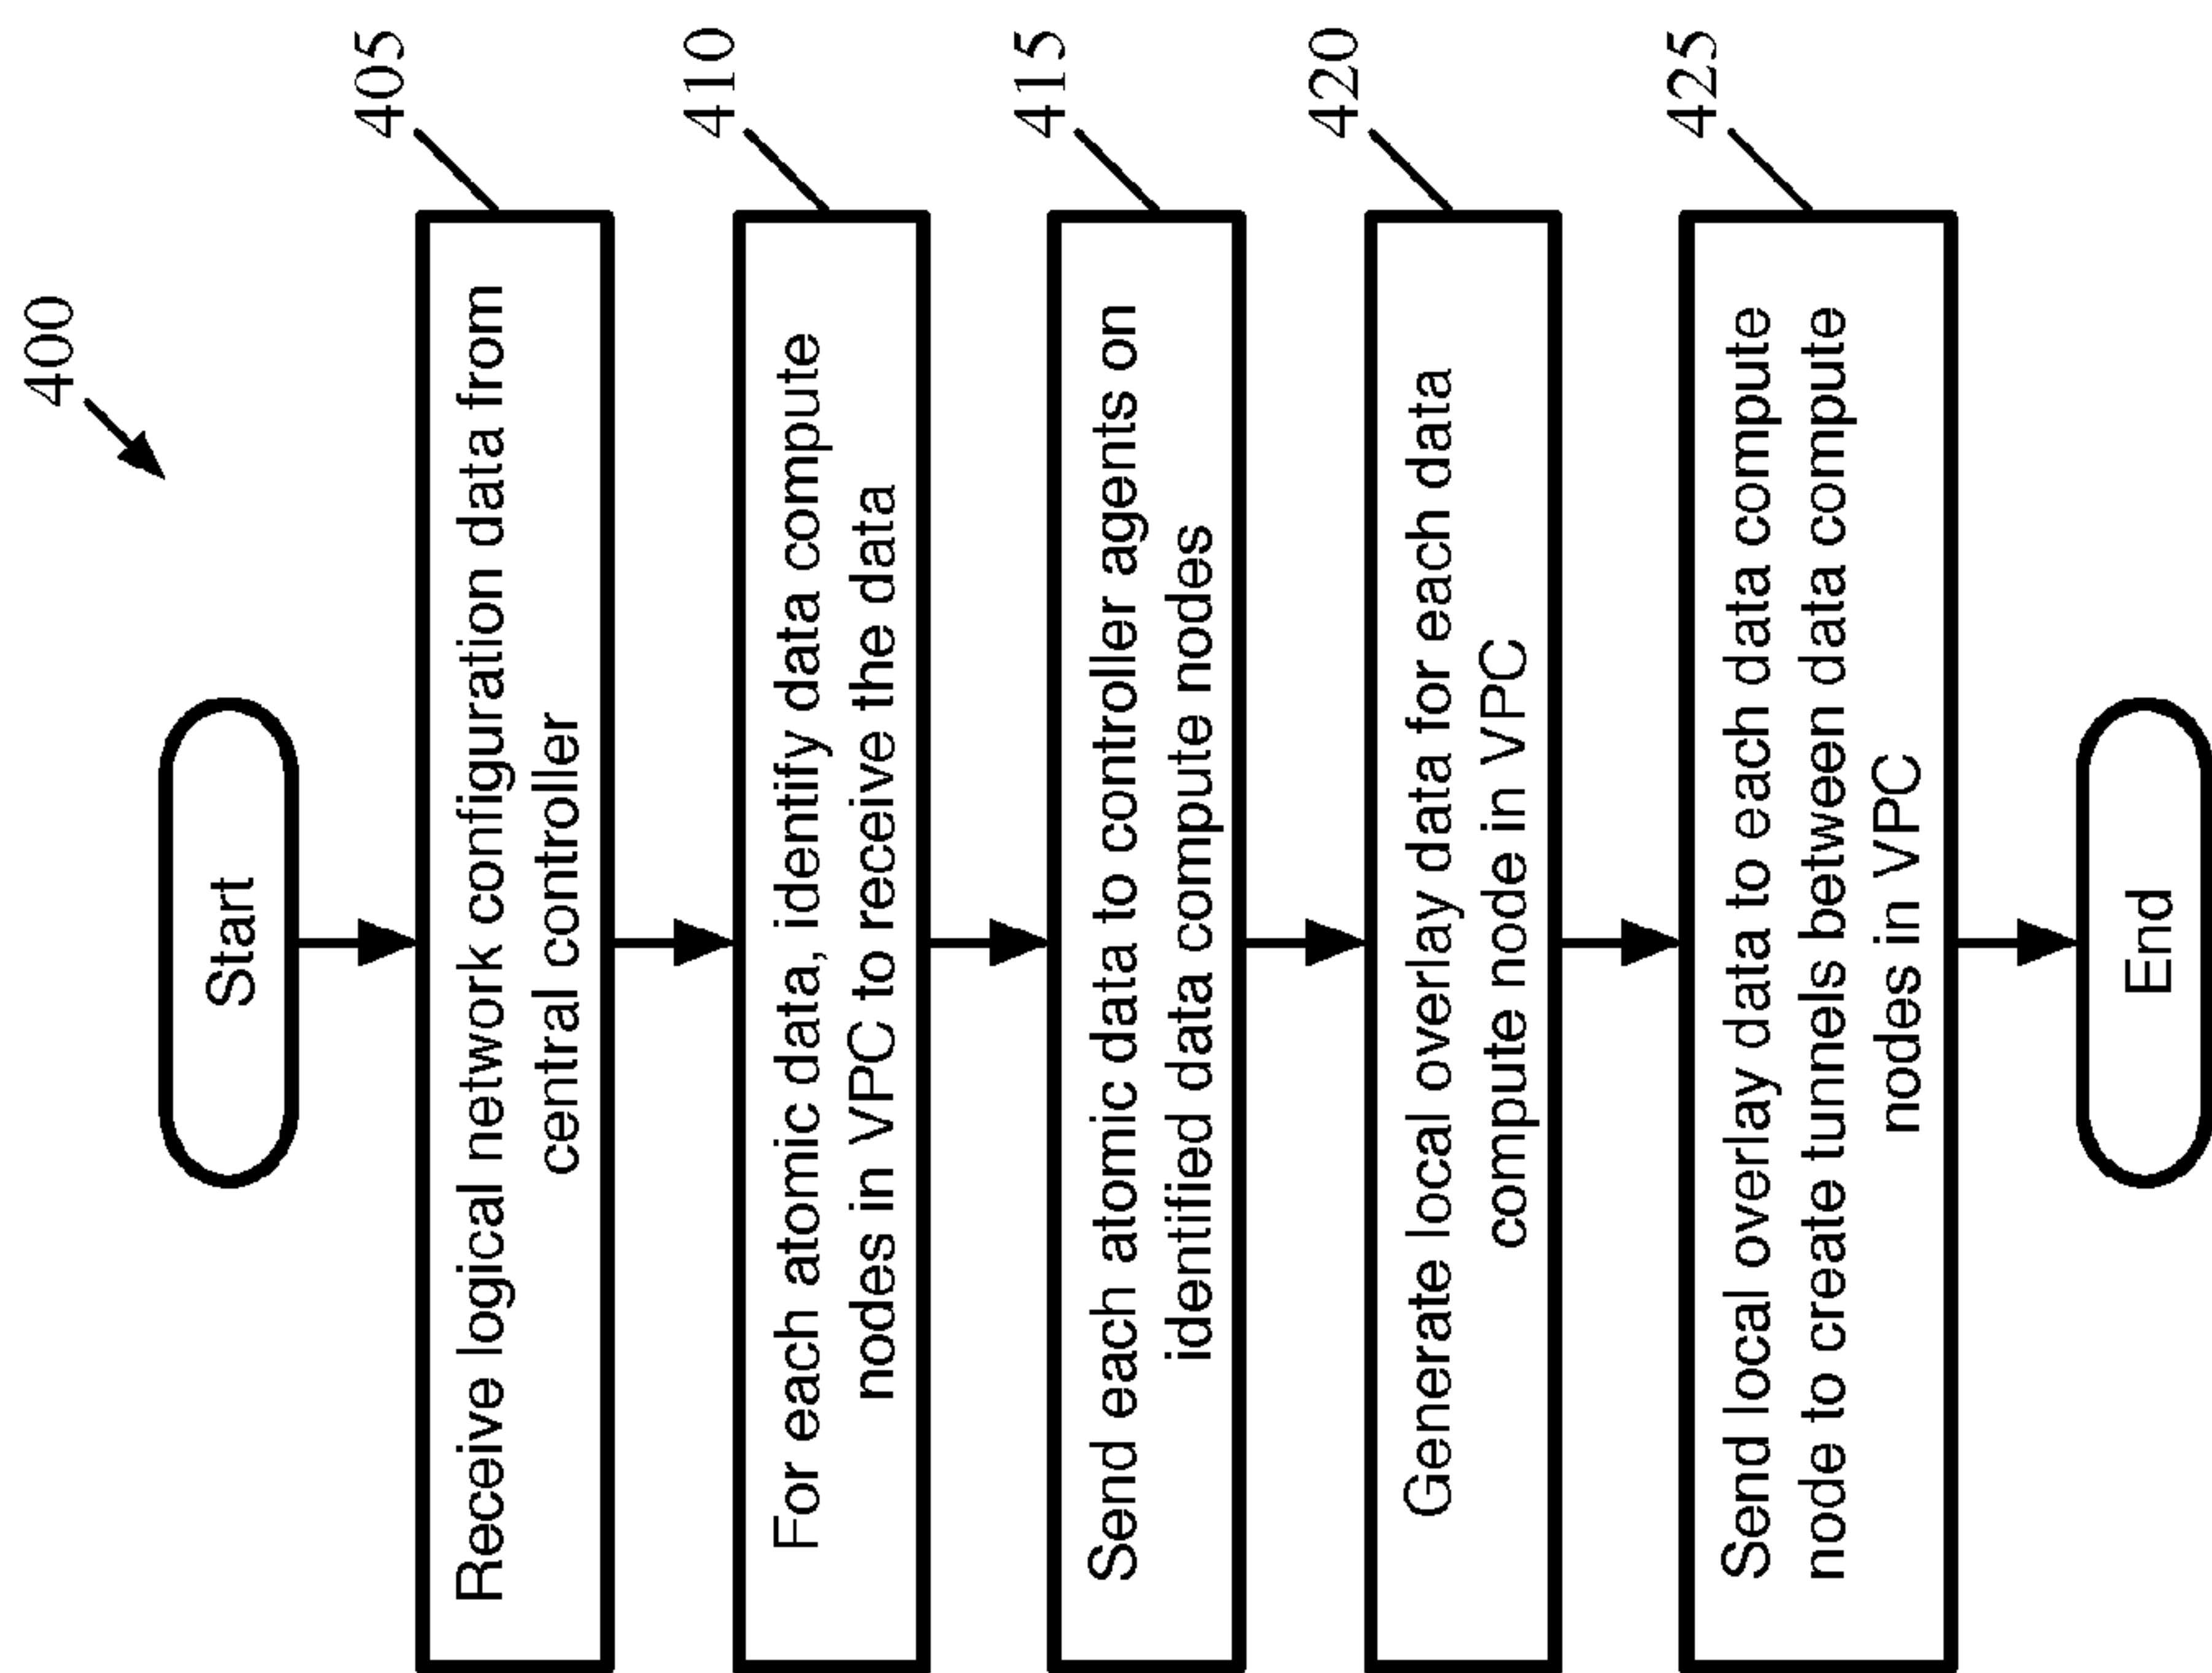 400
Start
405
Receive logical network configuration data from
central controller
410
For each atomic data, identify data compute
nodes in VPC to receive the data
415
Send each atomic data to controller agents on
identified data compute nodes
420
Generate local overlay data for each data
compute node in VPC
425
Send local overlay data to each data compute
node to create tunnels between data compute
nodes in VPC
End